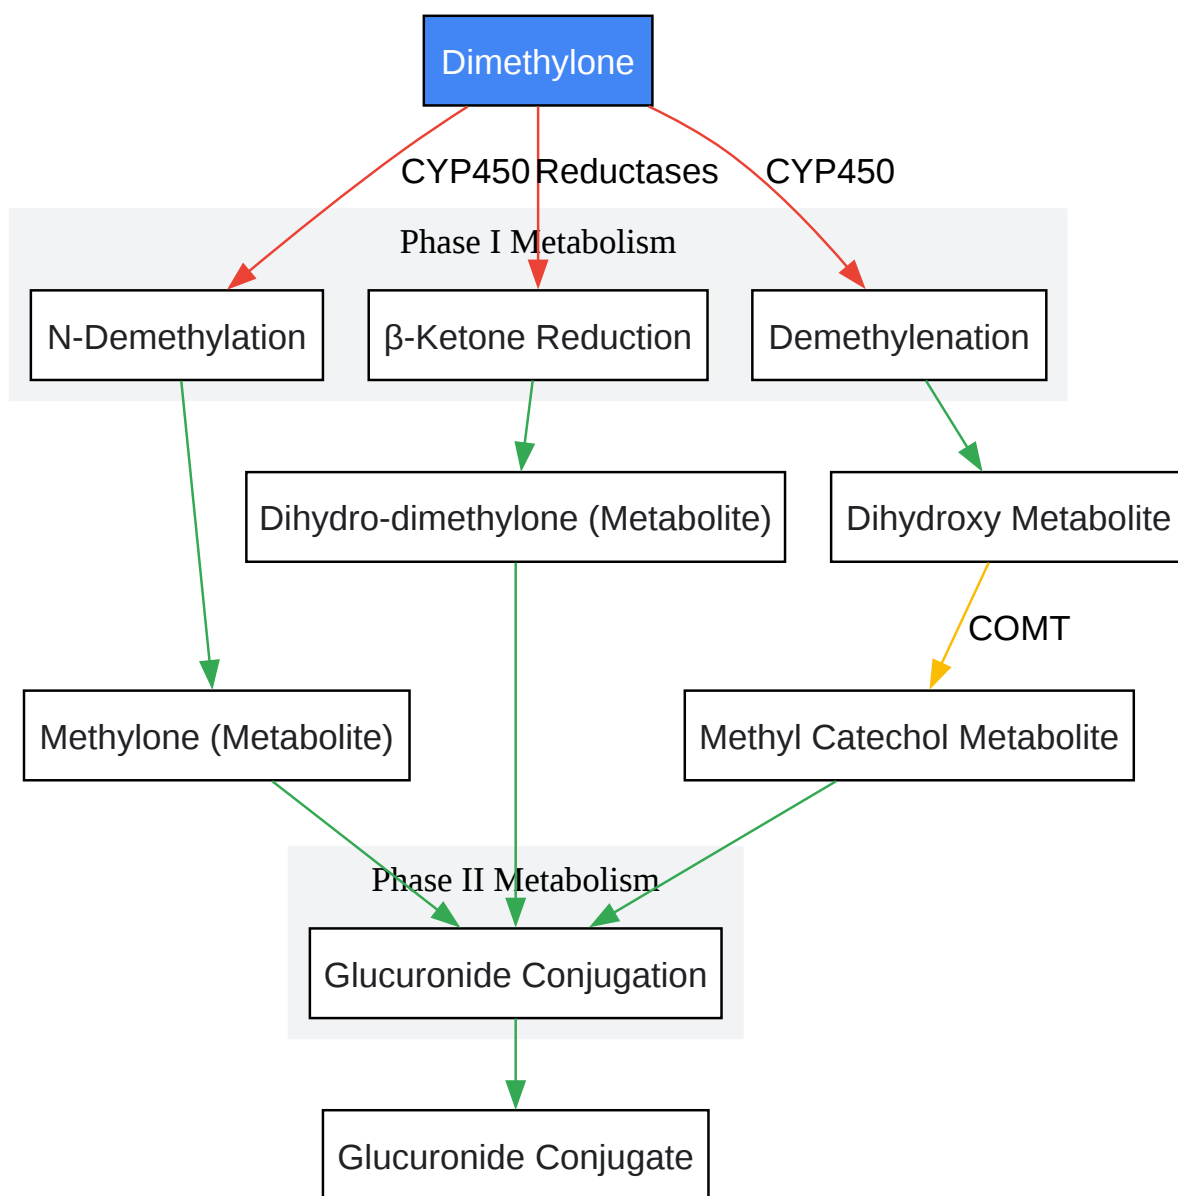 Dimethylone
CYP450
Reductases
CYP450
Phase I Metabolism
N-Demethylation
β-Ketone Reduction
Demethylenation
Dihydro-dimethylone (Metabolite)
Dihydroxy Metabolite
COMT
Methylone (Metabolite)
Methyl Catechol Metabolite
Phase II Metabolism
Glucuronide Conjugation
Glucuronide Conjugate